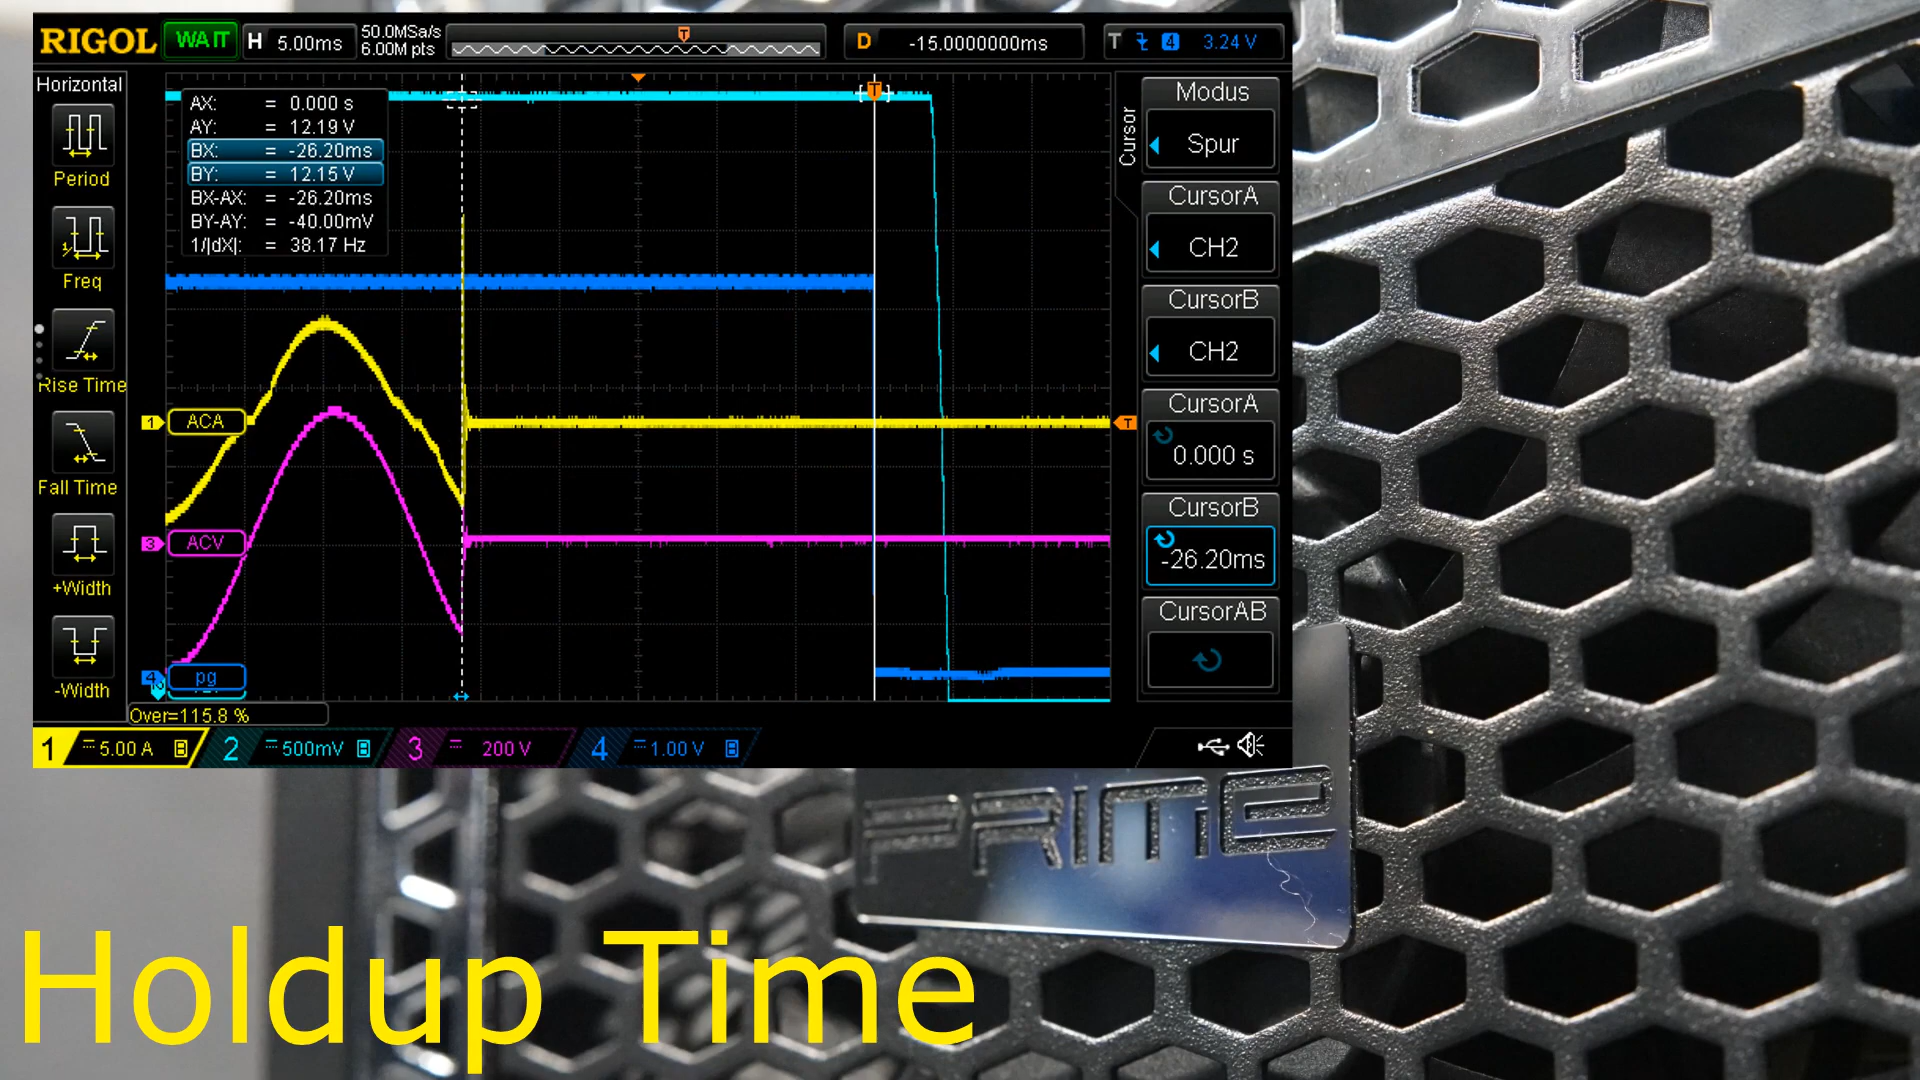 RIGOL WAIT H 5.00ms 50.0MSa/s
6.00M pts
T
D -15.0000000ms T 4 3.24 V
Horizontal
Period
Freq
Rise Time
Fall Time
+Width
-Width
AX: = 0.000 s
AY: = 12.19 V
BX: = -26.20ms
BY: = 12.15 V
BX-AX: = -26.20ms
BY-AY: = -40.00mV
1/|dX|: = 38.17 Hz
T
T
1 ACA
3 ACV
4 pg
Over=115.8 %
Cursor
Modus
Spur
CursorA
CH2
CursorB
CH2
CursorA
0.000 s
CursorB
-26.20ms
CursorAB
1 5.00 A B 2 500mV B 3 200 V 4 1.00 V B
PRIME
Holdup Time